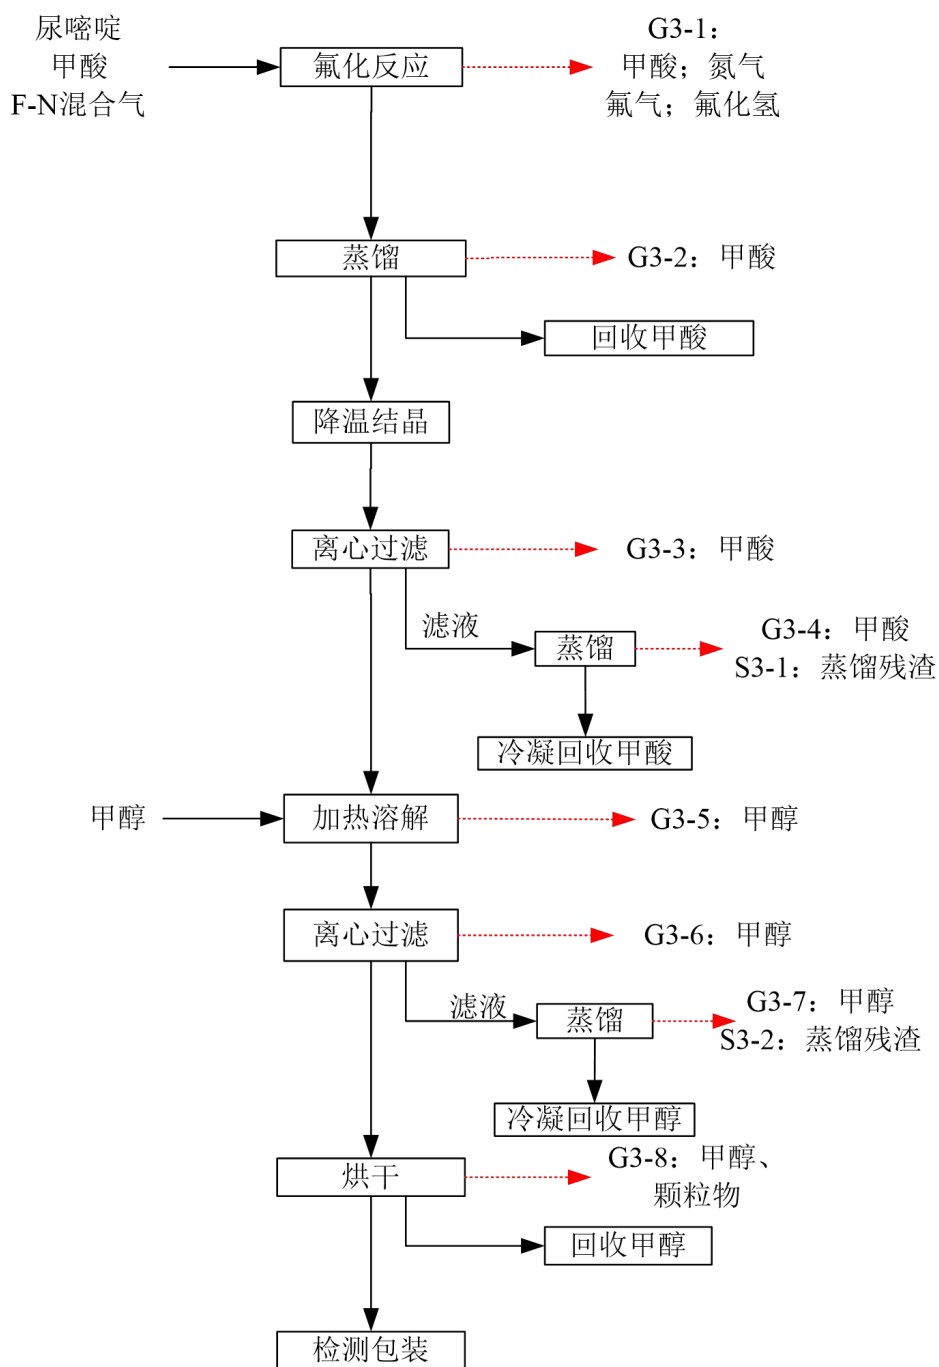 尿嘧啶
甲酸
F-N混合气
氟化反应
G3-1：
甲酸；氮气
氟气；氟化氢
蒸馏
G3-2：甲酸
回收甲酸
降温结晶
离心过滤
G3-3：甲酸
滤液
蒸馏
G3-4：甲酸
S3-1：蒸馏残渣
冷凝回收甲酸
甲醇
加热溶解
G3-5：甲醇
离心过滤
G3-6：甲醇
滤液
蒸馏
G3-7：甲醇
S3-2：蒸馏残渣
冷凝回收甲醇
烘干
G3-8：甲醇、
颗粒物
回收甲醇
检测包装